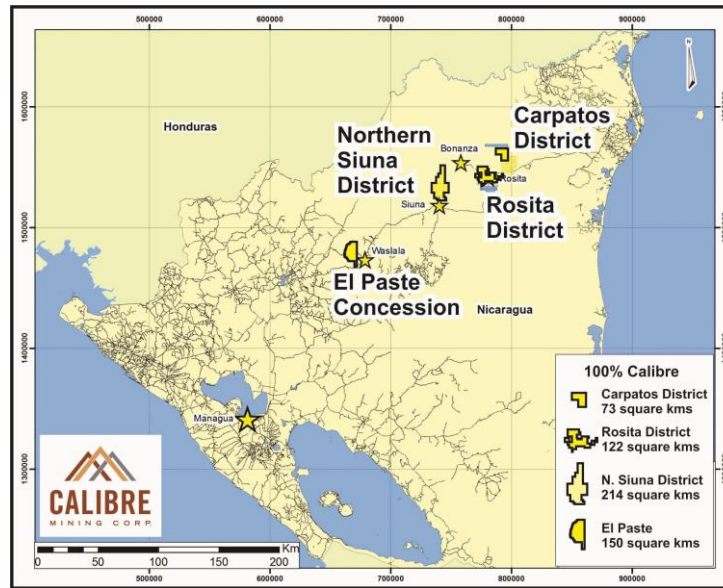 500000 600000 700000 800000 900000
N
1600000
1600000
Honduras
Carpatos
District
Northern
Siuna
District
Bonanza
Rosita
Siuna
Rosita
District
1500000
1500000
Waslala
El Paste
Concession
Nicaragua
1400000
1400000
100% Calibre
Carpatos District
73 square kms
Rosita District
122 square kms
N. Siuna District
214 square kms
El Paste
150 square kms
Managua
1300000
CALIBRE
MINING CORP.
Km
0 50 100 150 200
500000 600000 700000 800000 900000